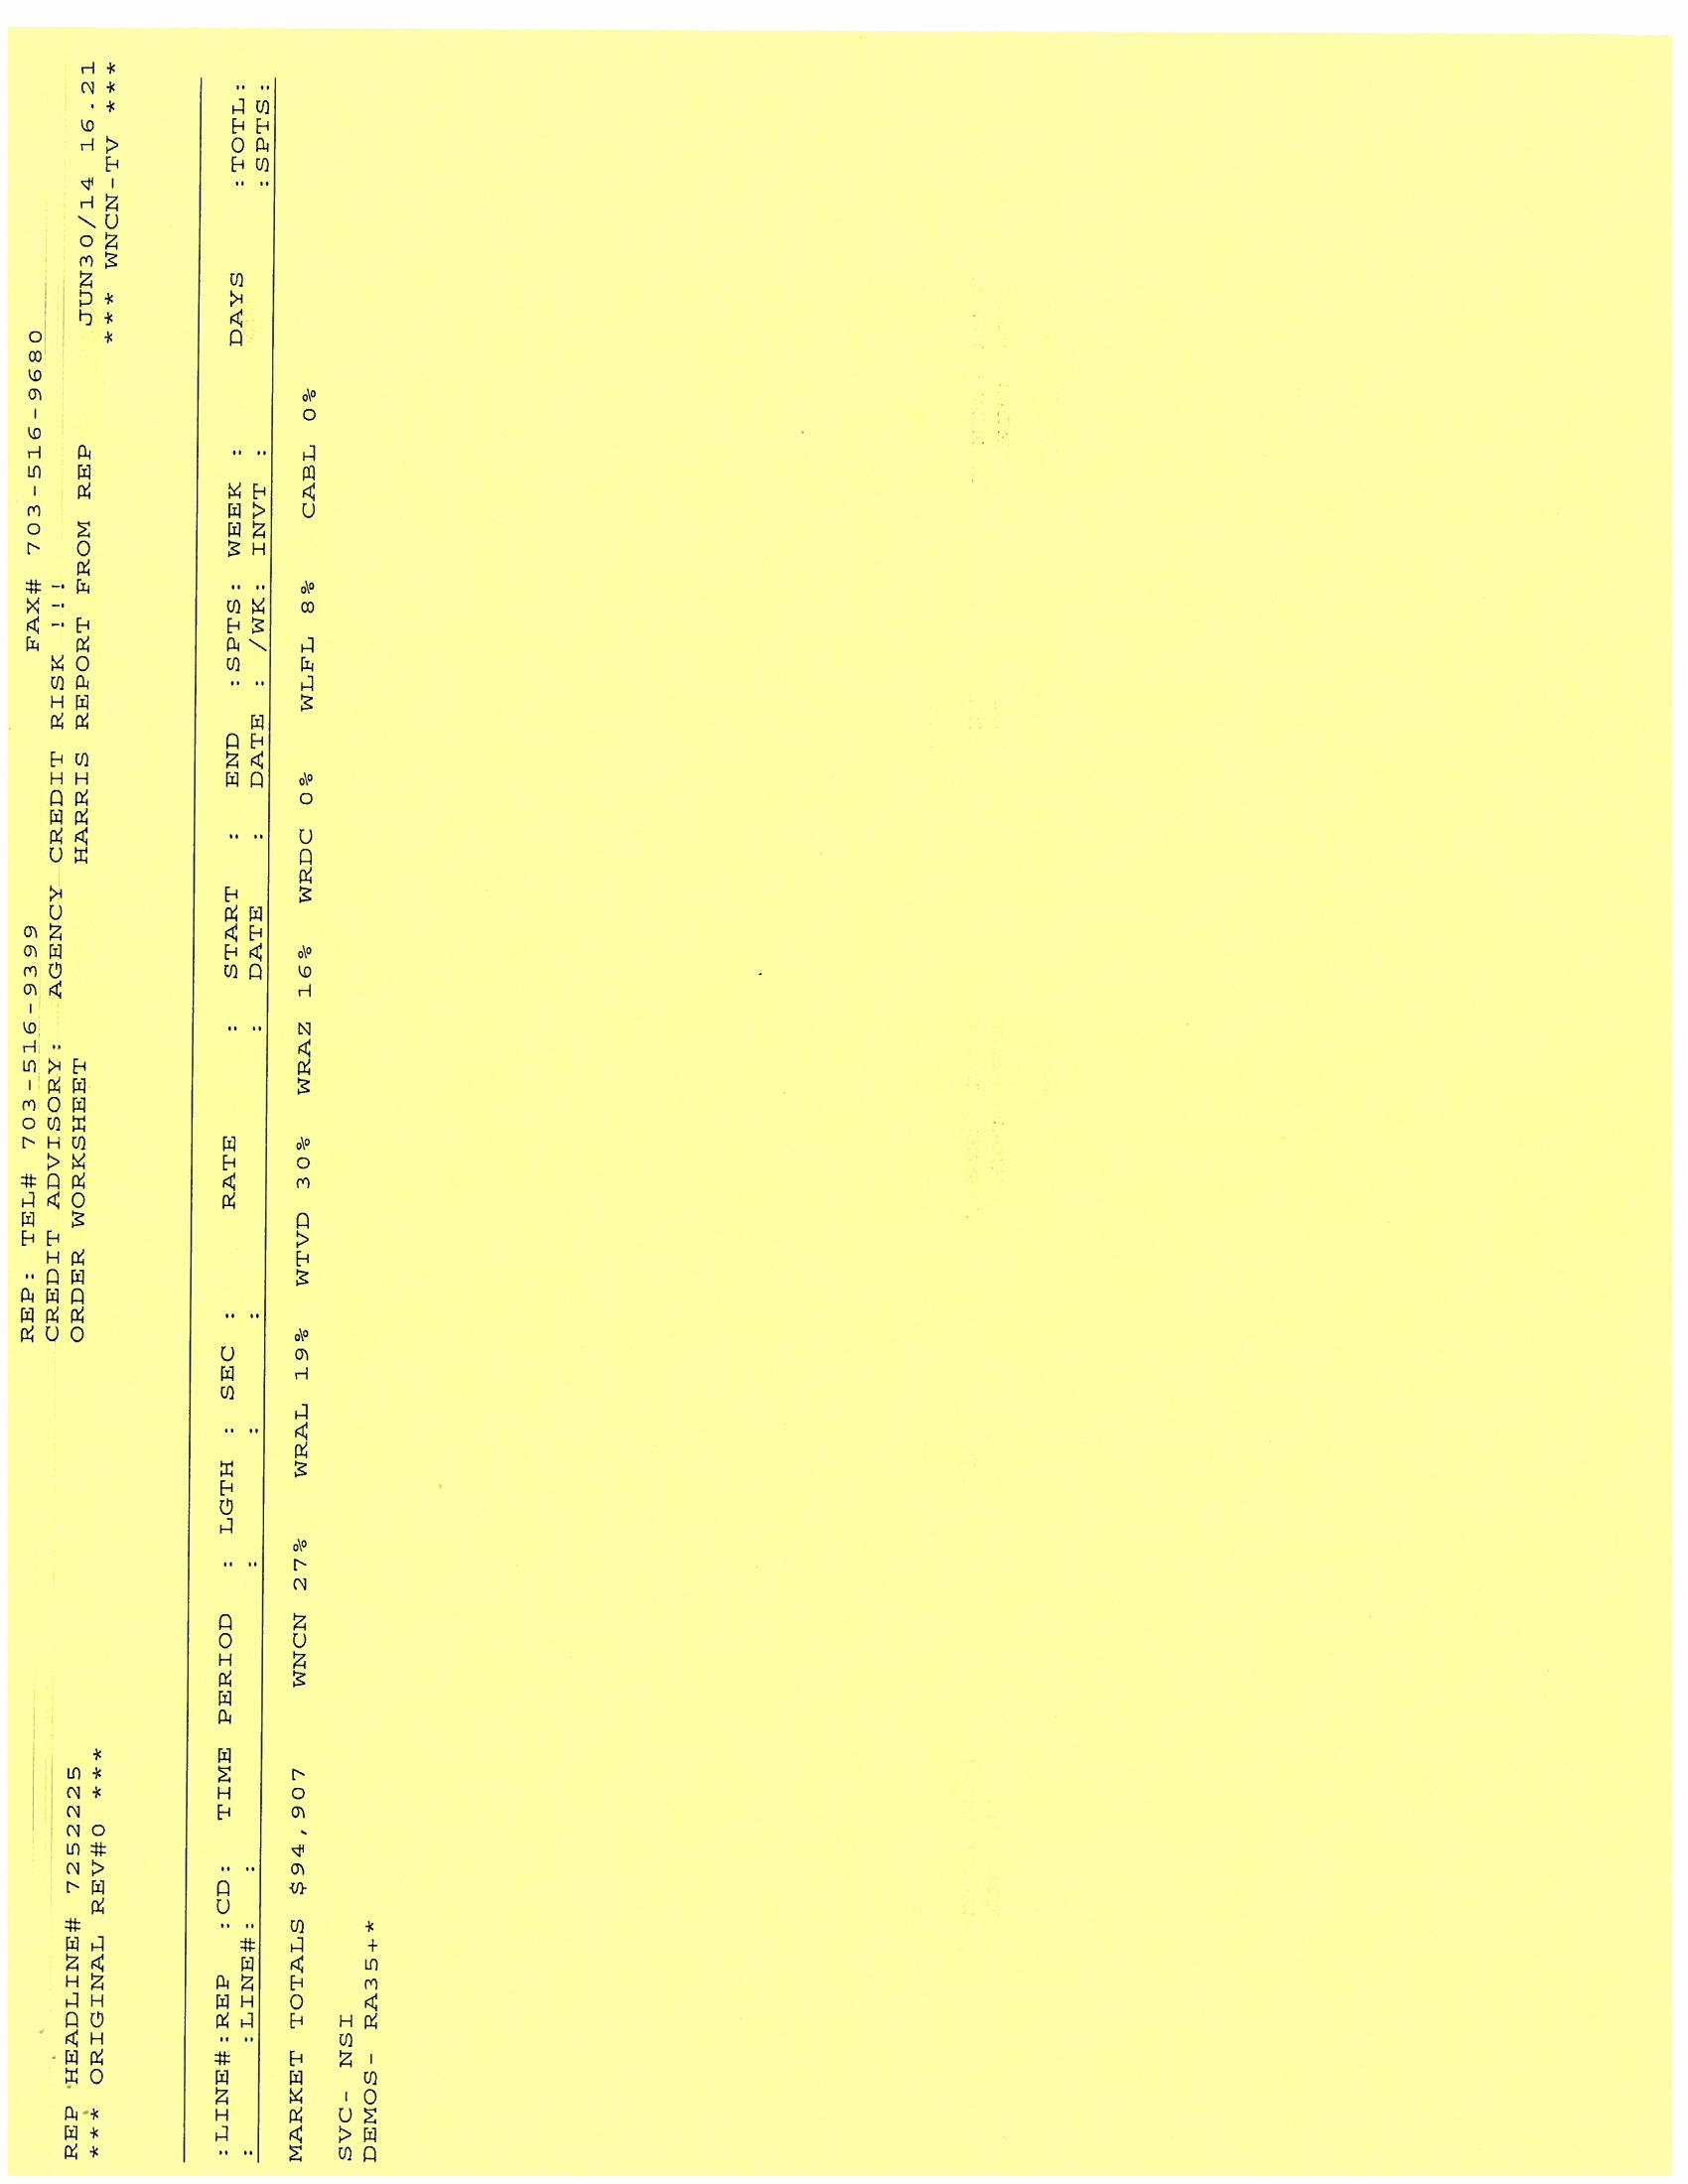 REP: TEL# 703-516-9399 FAX# 703-516-9680
CREDIT ADVISORY: AGENCY CREDIT RISK !!!
REP HEADLINE# 7252225 ORDER WORKSHEET HARRIS REPORT FROM REP JUN30/14 16.21
*** ORIGINAL REV#0 *** *** WNCN-TV ***
:LINE#:REP :CD: TIME PERIOD : LGTH : SEC : RATE : START : END :SPTS: WEEK : DAYS :TOTL:
: :LINE#: : : : : : DATE : DATE : /WK: INVT : :SPTS:
MARKET TOTALS $94,907 WNCN 27% WRAL 19% WTVD 30% WRAZ 16% WRDC 0% WLFL 8% CABL 0%
SVC- NSI
DEMOS- RA35+*